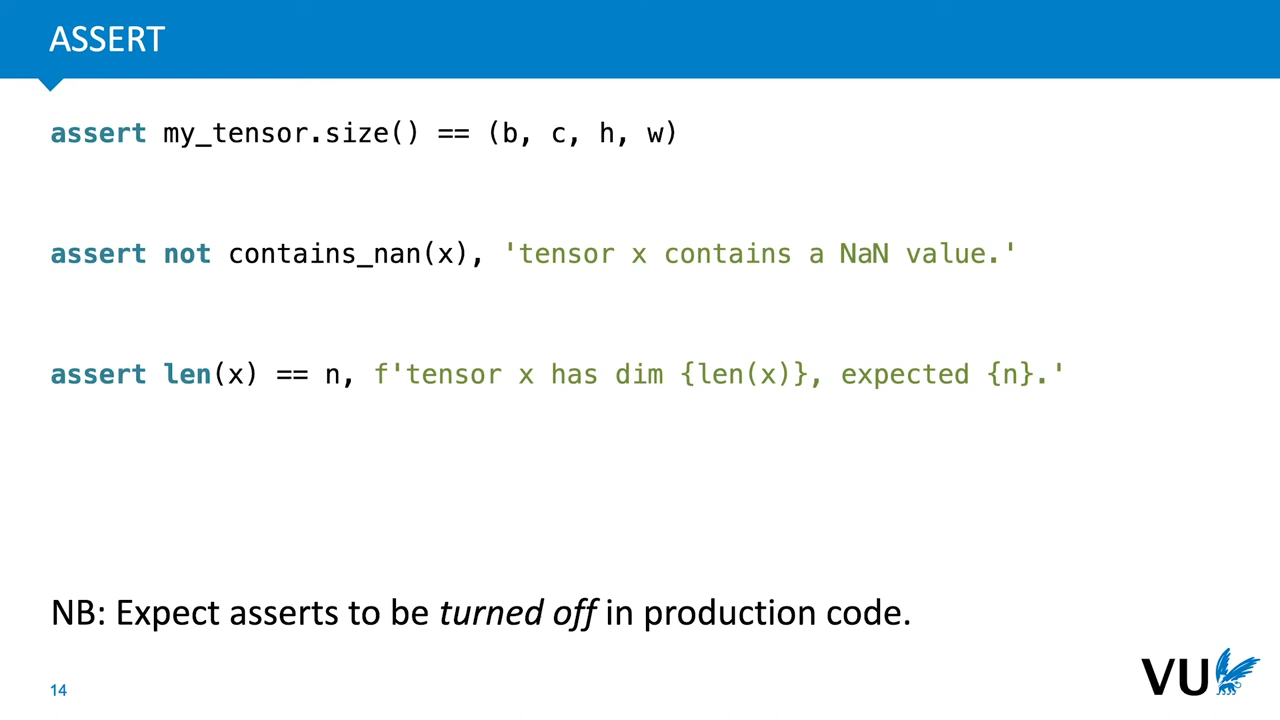 ASSERT
assert my_tensor.size() == (b, c, h, w)
assert not contains_nan(x), 'tensor x contains a NaN value.'
assert len(x) == n, f'tensor x has dim {len(x)}, expected {n}.'
NB: Expect asserts to be turned off in production code.
14
VU